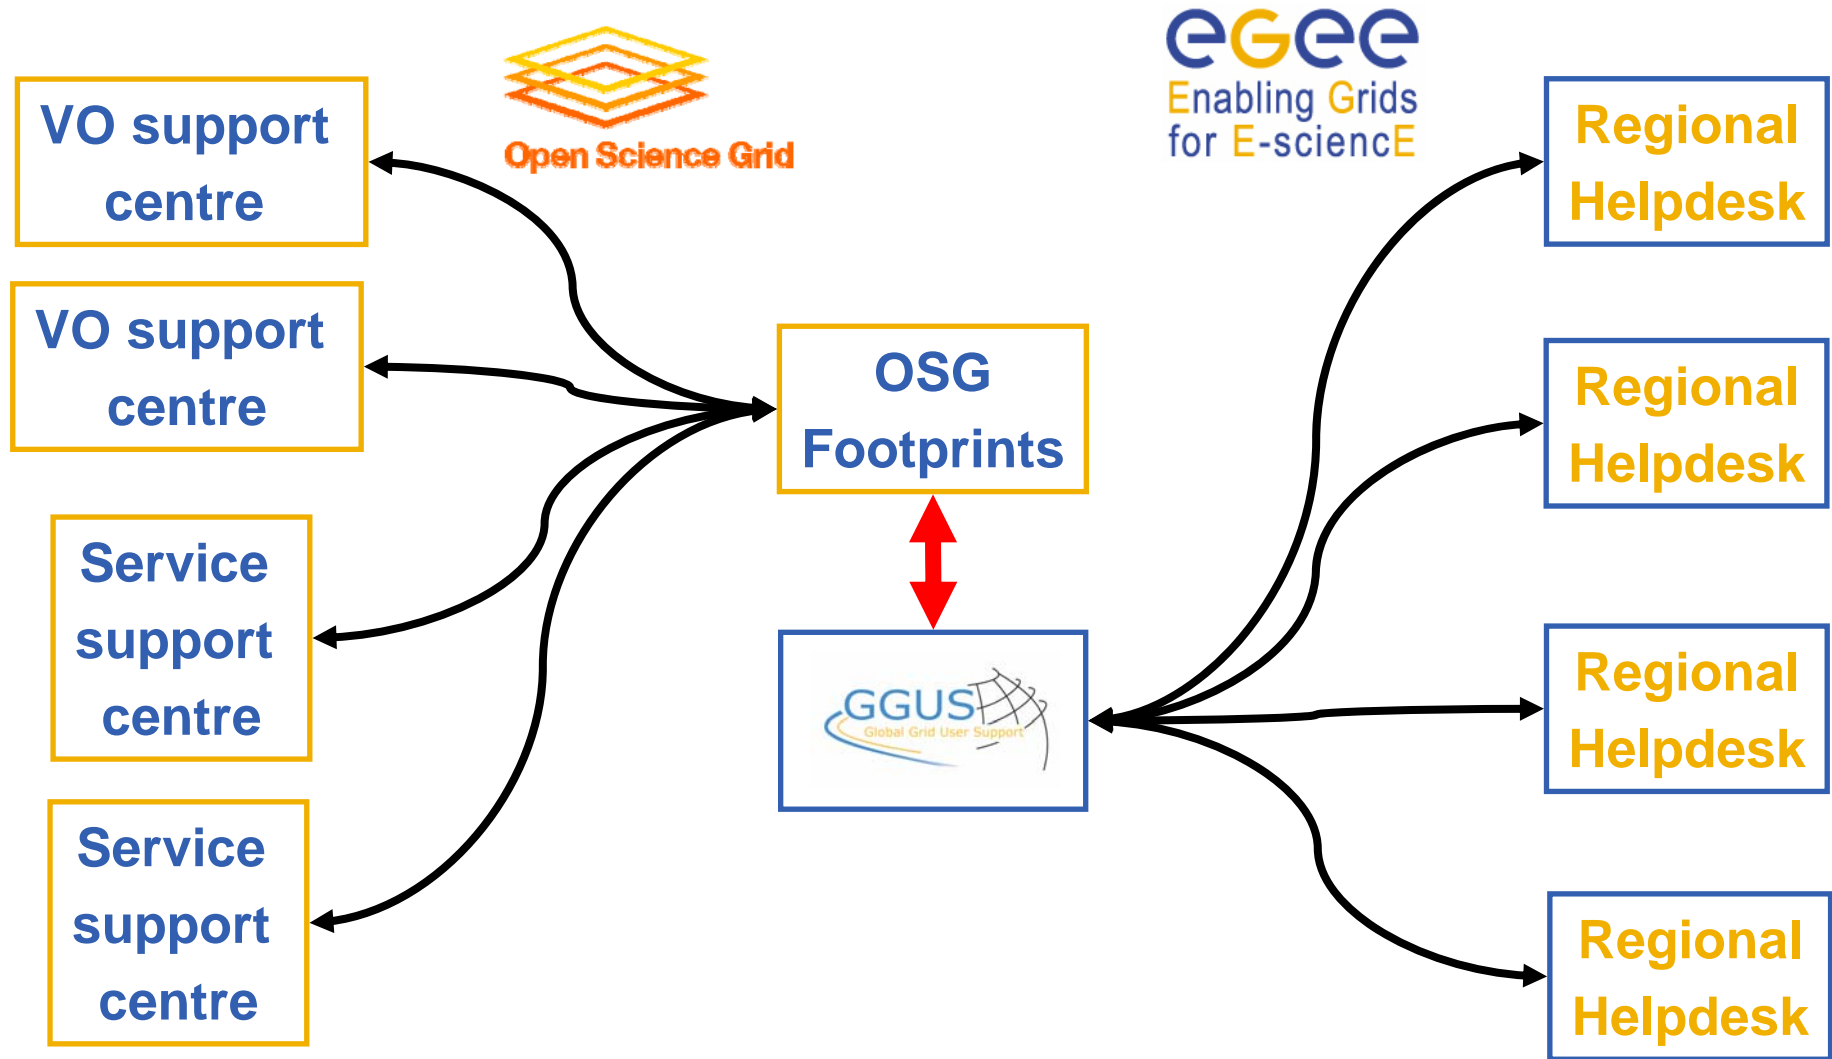 Open Science Grid
eGee
Enabling Grids
for E-sciencE
VO support
centre
VO support
centre
Service
support
centre
Service
support
centre
OSG
Footprints
GGUS
Global Grid User Support
Regional
Helpdesk
Regional
Helpdesk
Regional
Helpdesk
Regional
Helpdesk